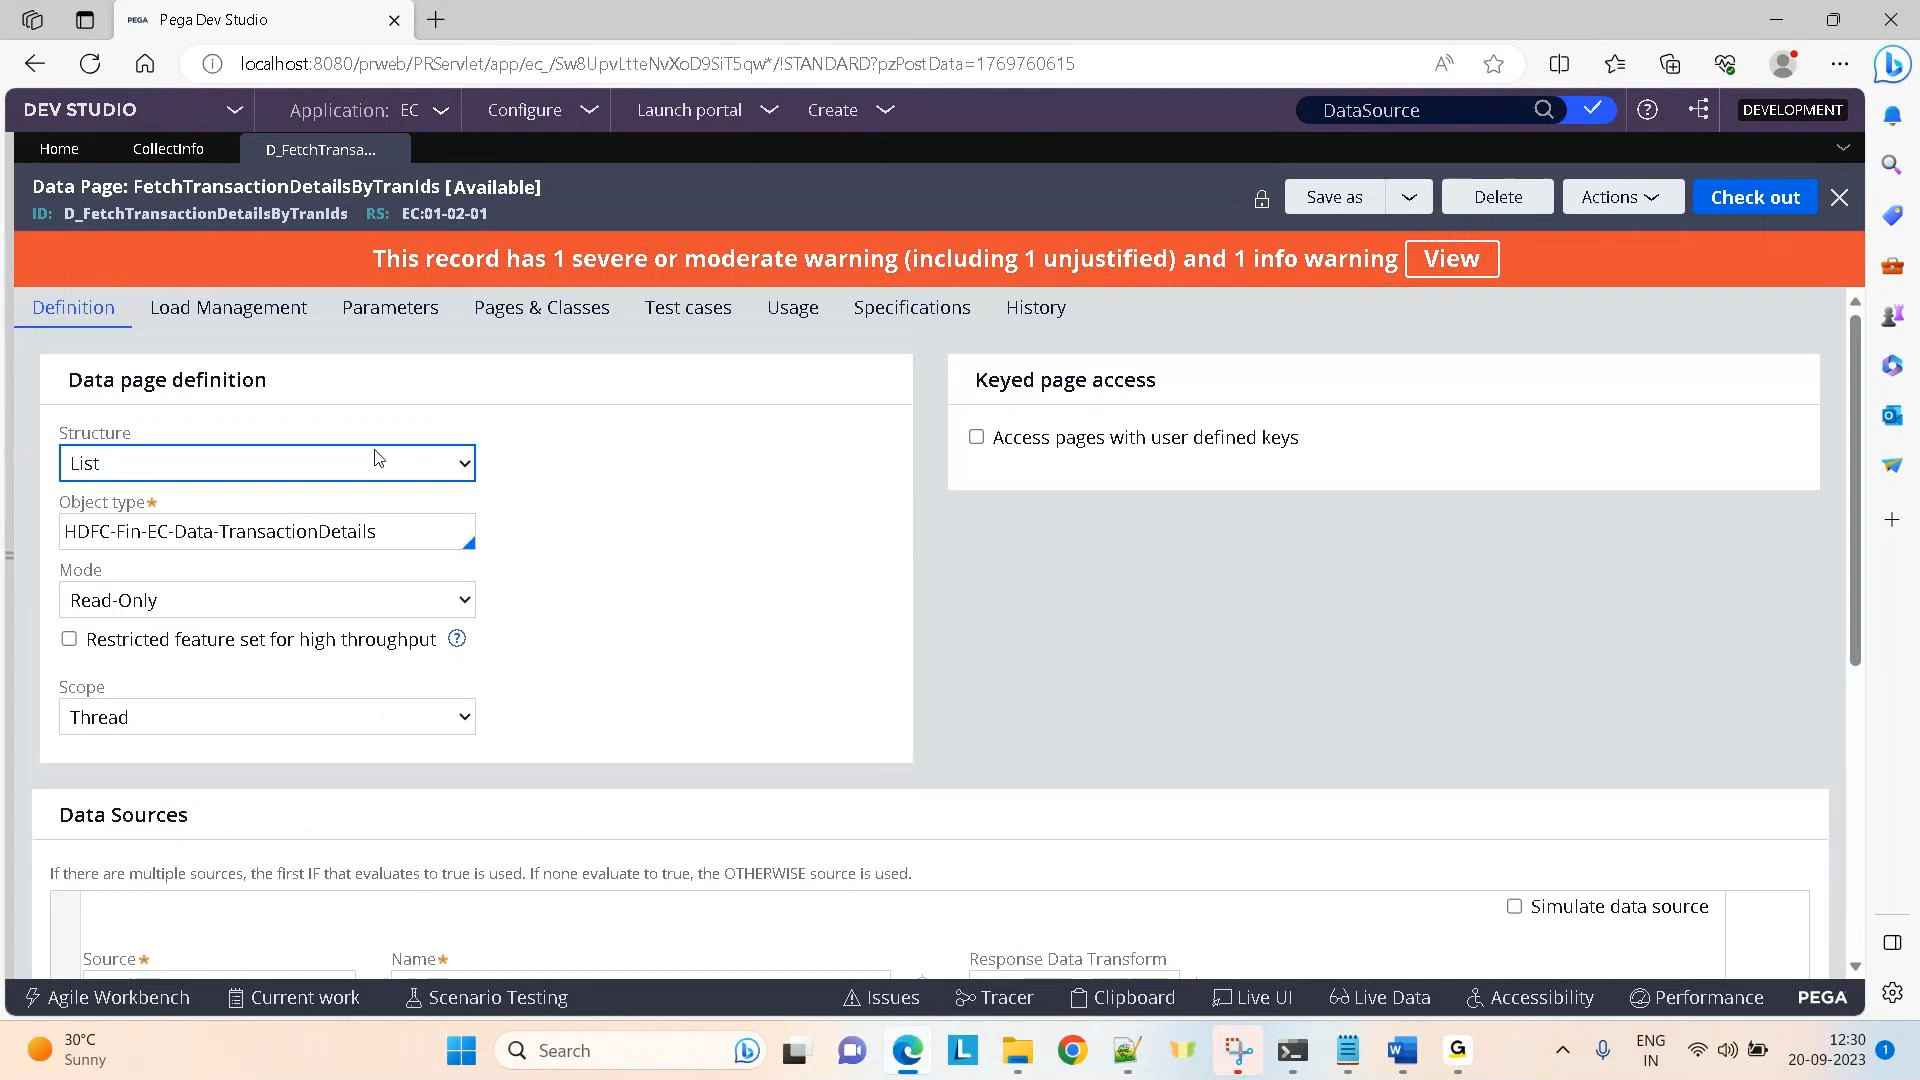 PEGA Pega Dev Studio
localhost:8080/prweb/PRServlet/app/ec_/Sw8UpvLtteNvXoD9SiT5qw*/!STANDARD?pzPostData=1769760615
DEV STUDIO Application: EC Configure Launch portal Create DataSource DEVELOPMENT
Home CollectInfo D_FetchTransa...
Data Page: FetchTransactionDetailsByTranIds [Available]
ID: D_FetchTransactionDetailsByTranIds RS: EC:01-02-01
Save as Delete Actions Check out
This record has 1 severe or moderate warning (including 1 unjustified) and 1 info warning View
Definition Load Management Parameters Pages & Classes Test cases Usage Specifications History
Data page definition
Structure
List
Object type*
HDFC-Fin-EC-Data-TransactionDetails
Mode
Read-Only
Restricted feature set for high throughput ?
Scope
Thread
Keyed page access
Access pages with user defined keys
Data Sources
If there are multiple sources, the first IF that evaluates to true is used. If none evaluate to true, the OTHERWISE source is used.
Simulate data source
Source* Name* Response Data Transform
Agile Workbench Current work Scenario Testing Issues Tracer Clipboard Live UI Live Data Accessibility Performance PEGA
30°C
Sunny
Search
ENG
IN
12:30
20-09-2023
1